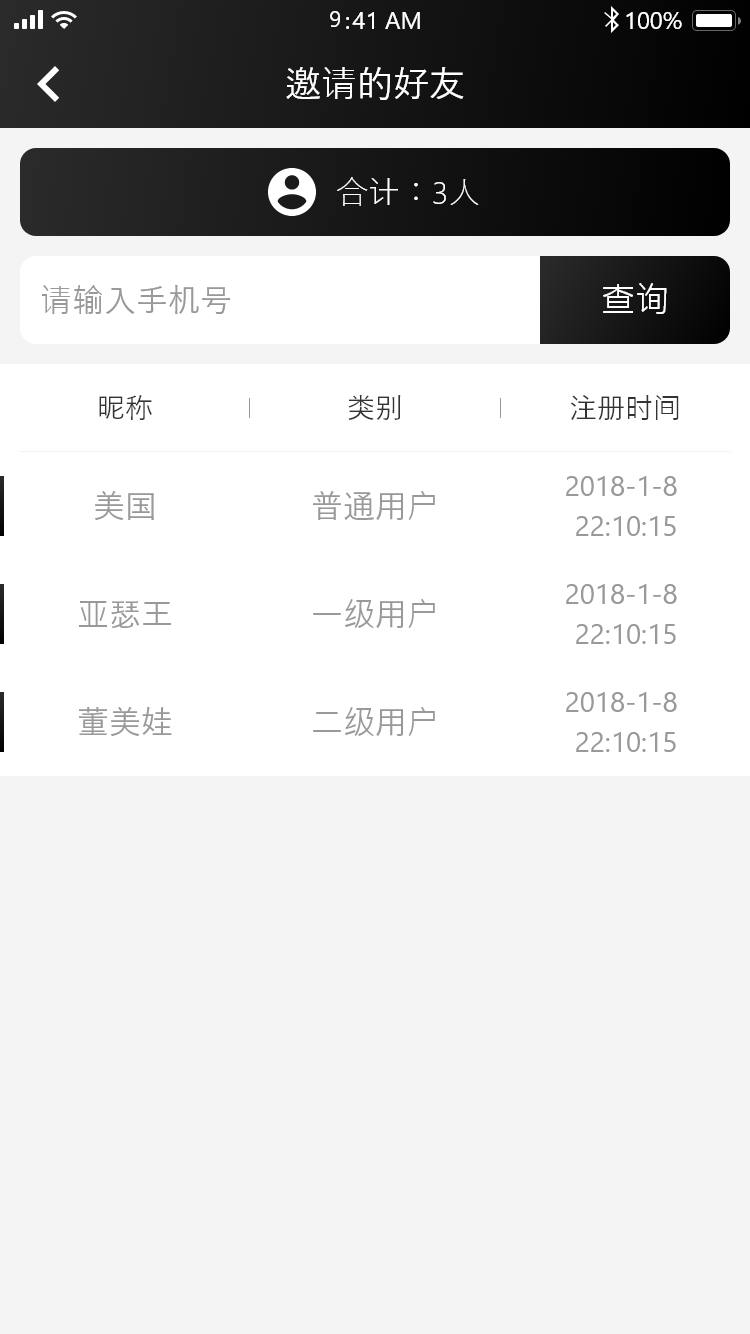 9:41 AM 100%
邀请的好友
合计：3人
请输入手机号 查询
昵称 类别 注册时间
美国 普通用户 2018-1-8
22:10:15
亚瑟王 一级用户 2018-1-8
22:10:15
董美娃 二级用户 2018-1-8
22:10:15